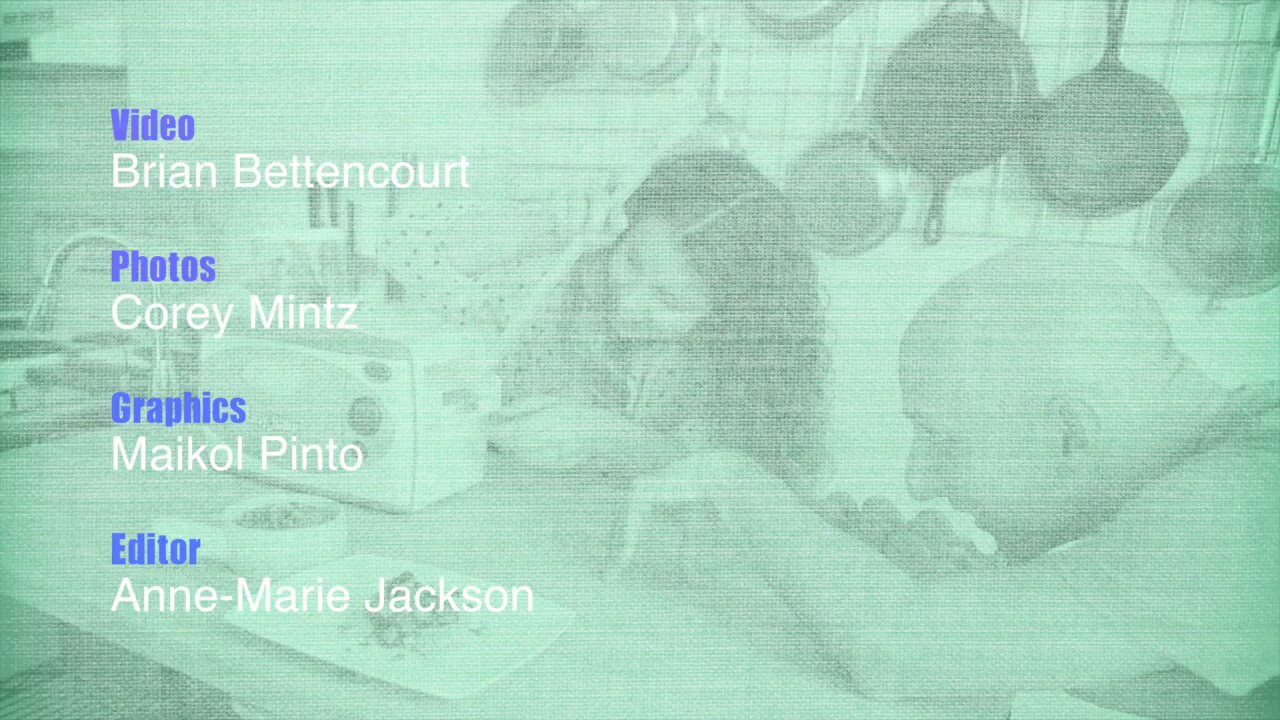 Video
Brian Bettencourt
Photos
Corey Mintz
Graphics
Maikol Pinto
Editor
Anne-Marie Jackson